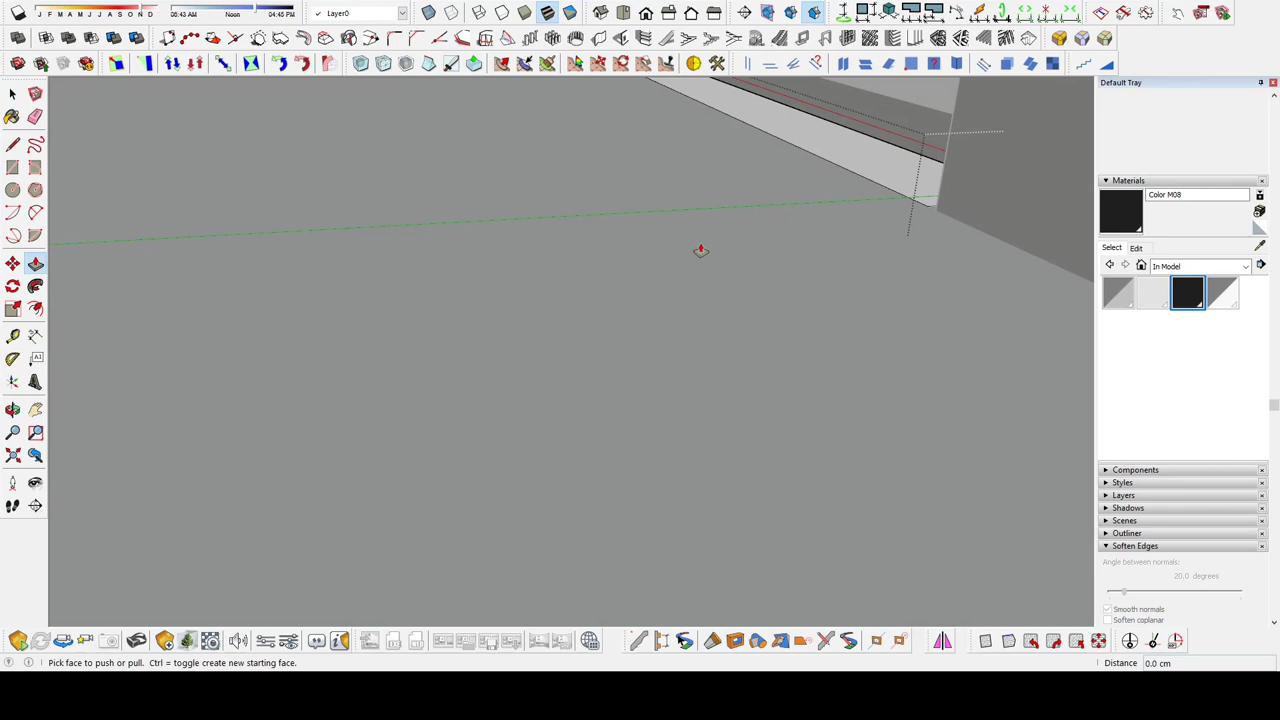 J F M A M J J A S O N D
06:43 AM Noon 04:45 PM
✓ Layer0
Default Tray
Materials
Color M08
Select Edit
In Model
Components
Styles
Layers
Shadows
Scenes
Outliner
Soften Edges
Angle between normals:
20.0 degrees
Smooth normals
Soften coplanar
Pick face to push or pull. Ctrl = toggle create new starting face.
Distance 0.0 cm